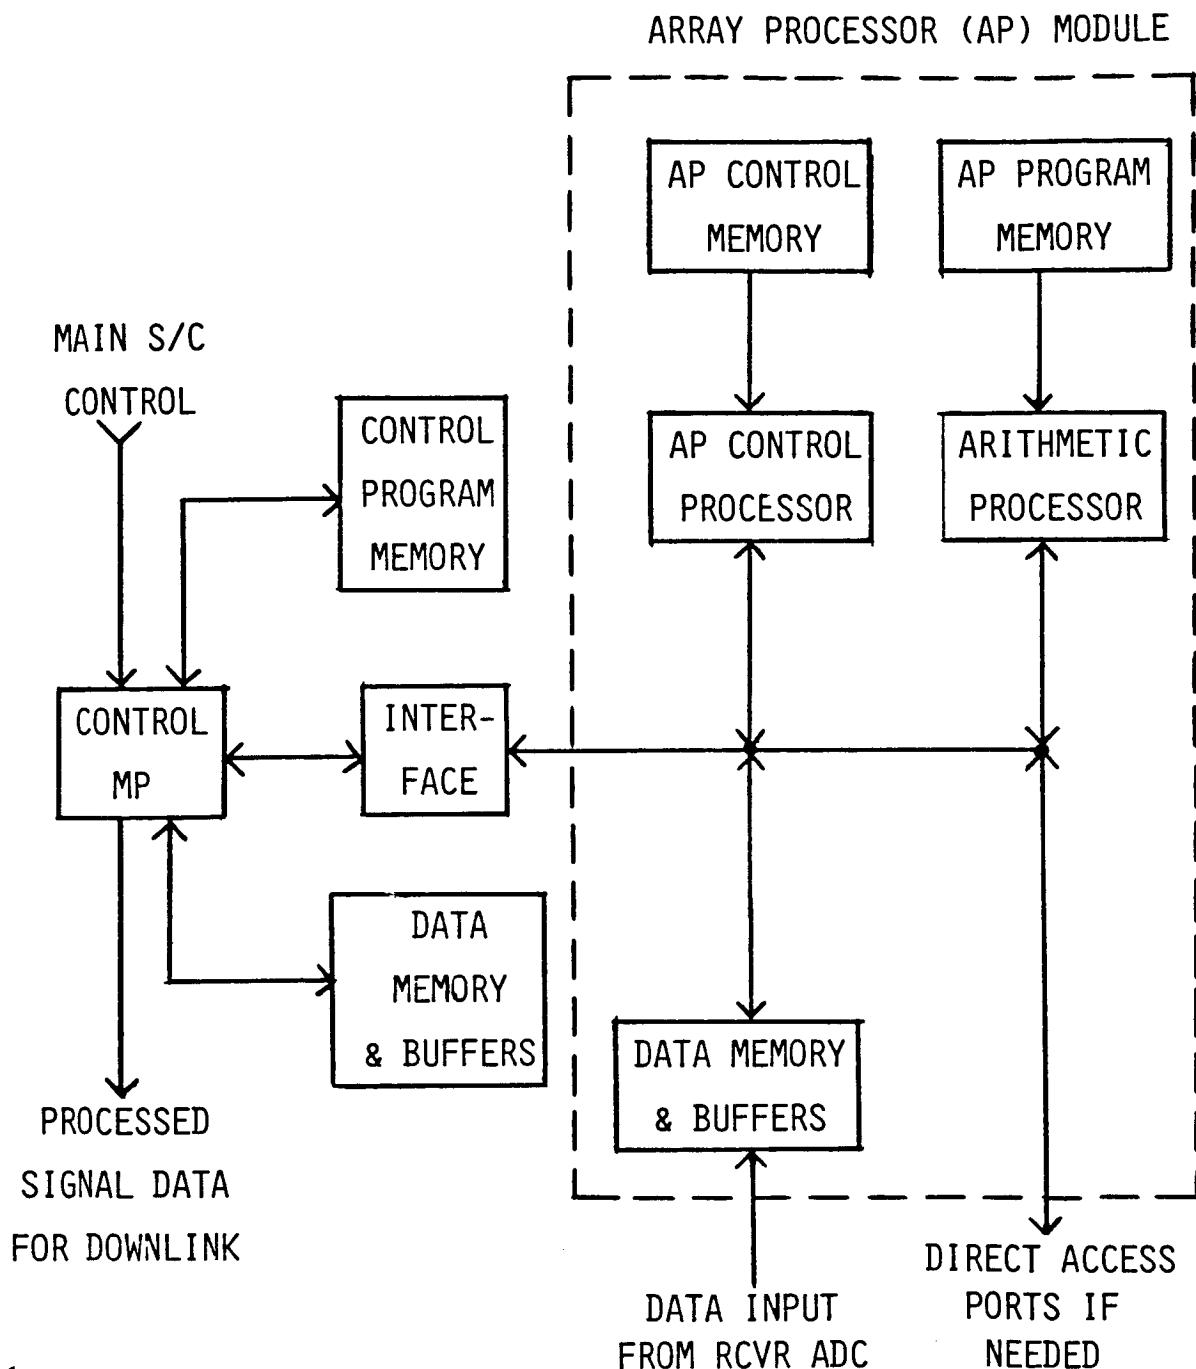 ARRAY PROCESSOR (AP) MODULE
AP CONTROL
MEMORY
AP PROGRAM
MEMORY
MAIN S/C
CONTROL
CONTROL
PROGRAM
MEMORY
AP CONTROL
PROCESSOR
ARITHMETIC
PROCESSOR
CONTROL
MP
INTER-
FACE
DATA
MEMORY
& BUFFERS
DATA MEMORY
& BUFFERS
PROCESSED
SIGNAL DATA
FOR DOWNLINK
DATA INPUT
FROM RCVR ADC
DIRECT ACCESS
PORTS IF
NEEDED